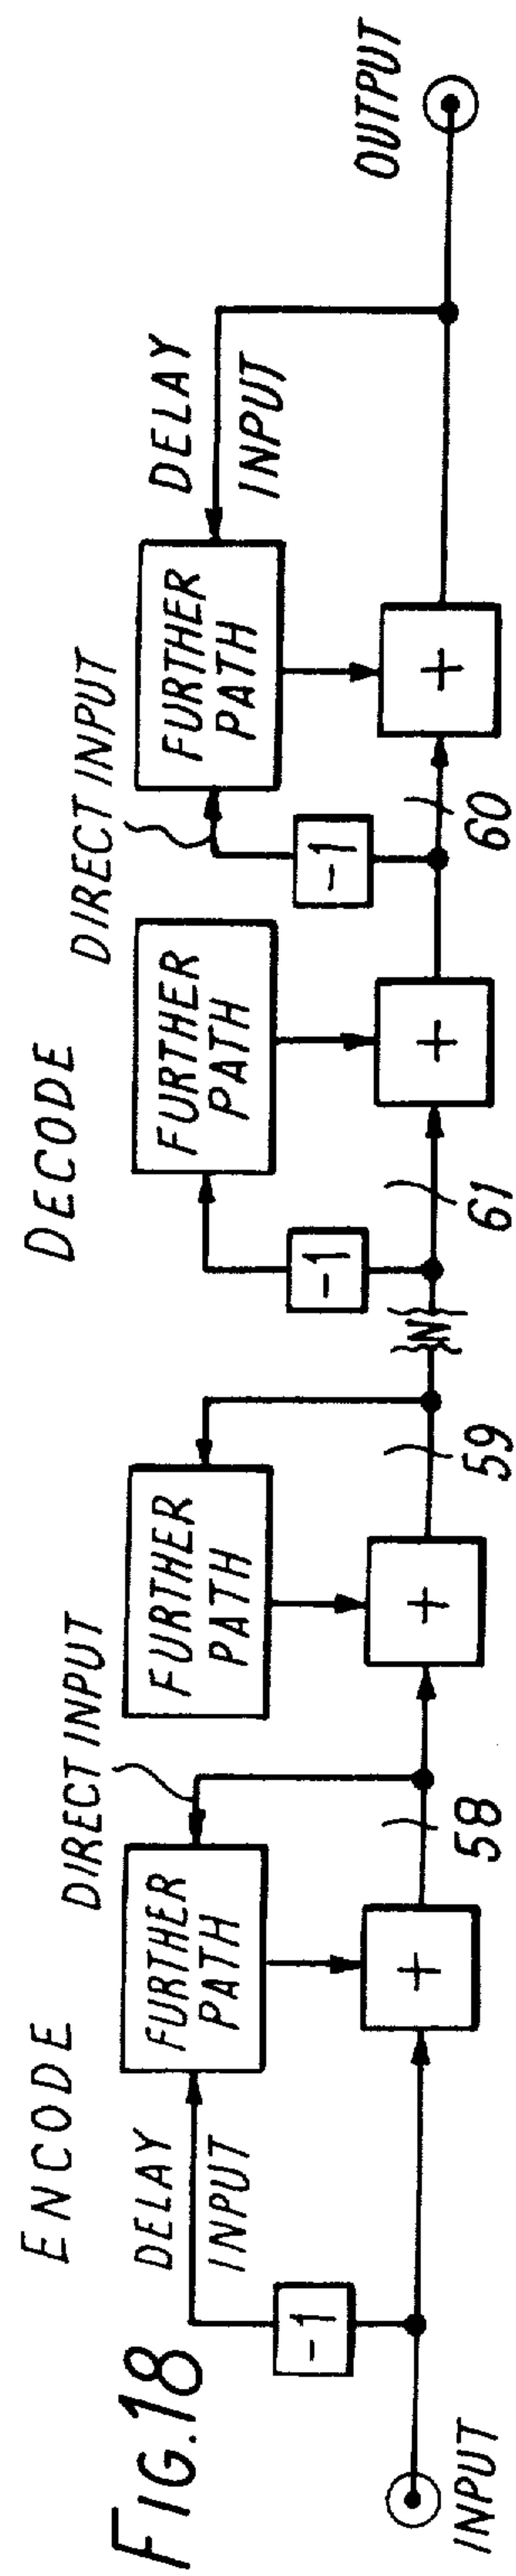 FIG.18
ENCODE
DECODE
INPUT
-1
DELAY
INPUT
FURTHER
PATH
DIRECT INPUT
+
58
FURTHER
PATH
+
59
N
-1
61
FURTHER
PATH
+
-1
60
DIRECT INPUT
FURTHER
PATH
+
DELAY
INPUT
OUTPUT